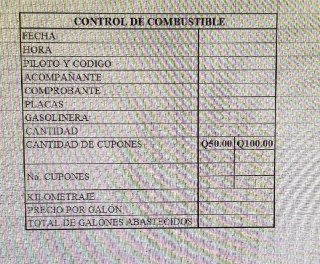 CONTROL DE COMBUSTIBLE
FECHA
HORA
PILOTO Y CODIGO
ACOMPAÑANTE
COMPROBANTE
PLACAS
GASOLINERA
CANTIDAD
CANTIDAD DE CUPONES Q50.00 Q100.00
No. CUPONES
KILOMETRAJE
PRECIO POR GALÓN
TOTAL DE GALONES ABASTECIDOS